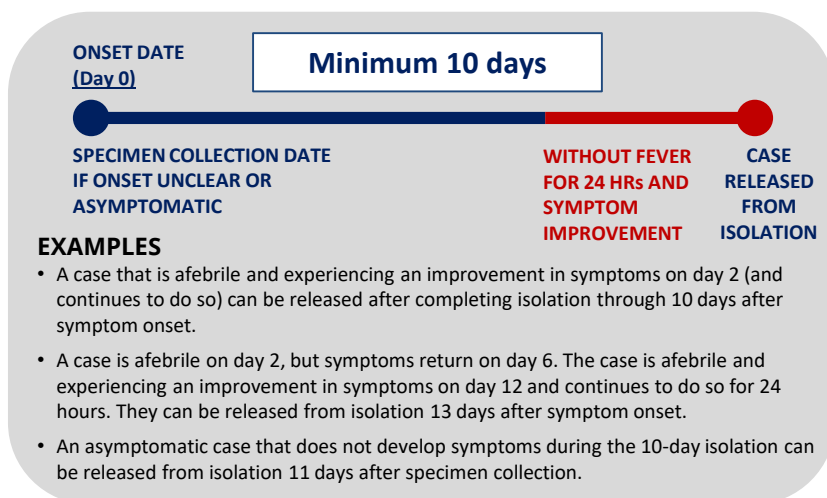 ONSET DATE
(Day 0)
Minimum 10 days
SPECIMEN COLLECTION DATE
IF ONSET UNCLEAR OR
ASYMPTOMATIC
WITHOUT FEVER
FOR 24 HRs AND
SYMPTOM
IMPROVEMENT
CASE
RELEASED
FROM
ISOLATION
EXAMPLES
• A case that is afebrile and experiencing an improvement in symptoms on day 2 (and
continues to do so) can be released after completing isolation through 10 days after
symptom onset.
• A case is afebrile on day 2, but symptoms return on day 6. The case is afebrile and
experiencing an improvement in symptoms on day 12 and continues to do so for 24
hours. They can be released from isolation 13 days after symptom onset.
• An asymptomatic case that does not develop symptoms during the 10-day isolation can
be released from isolation 11 days after specimen collection.